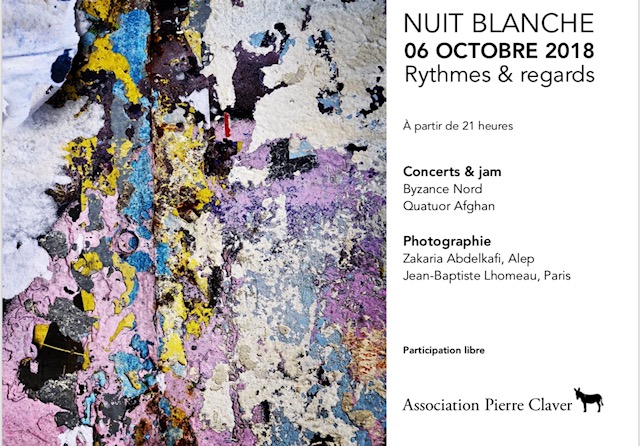 NUIT BLANCHE
06 OCTOBRE 2018
Rythmes & regards
À partir de 21 heures
Concerts & jam
Byzance Nord
Quatuor Afghan
Photographie
Zakaria Abdelkafi, Alep
Jean-Baptiste Lhomeau, Paris
Participation libre
Association Pierre Claver